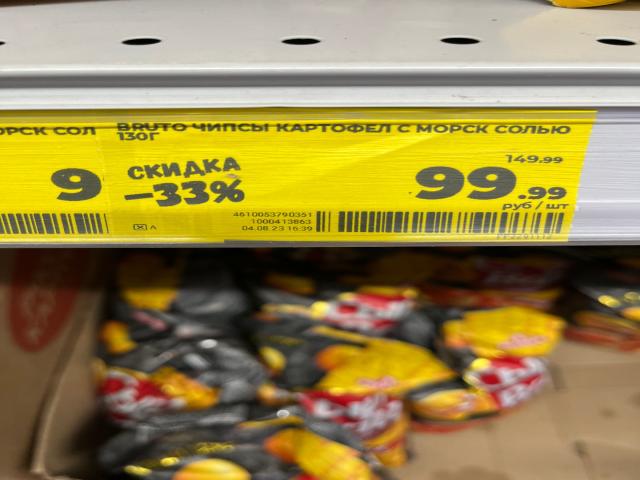 ОРСК СОЛ
9
BRUTO ЧИПСЫ КАРТОФЕЛ С МОРСК СОЛЬЮ
130Г
СКИДКА
–33%
149.99
99.99
руб / шт
4610053790351
1000413863
04.08.23 16:39
A